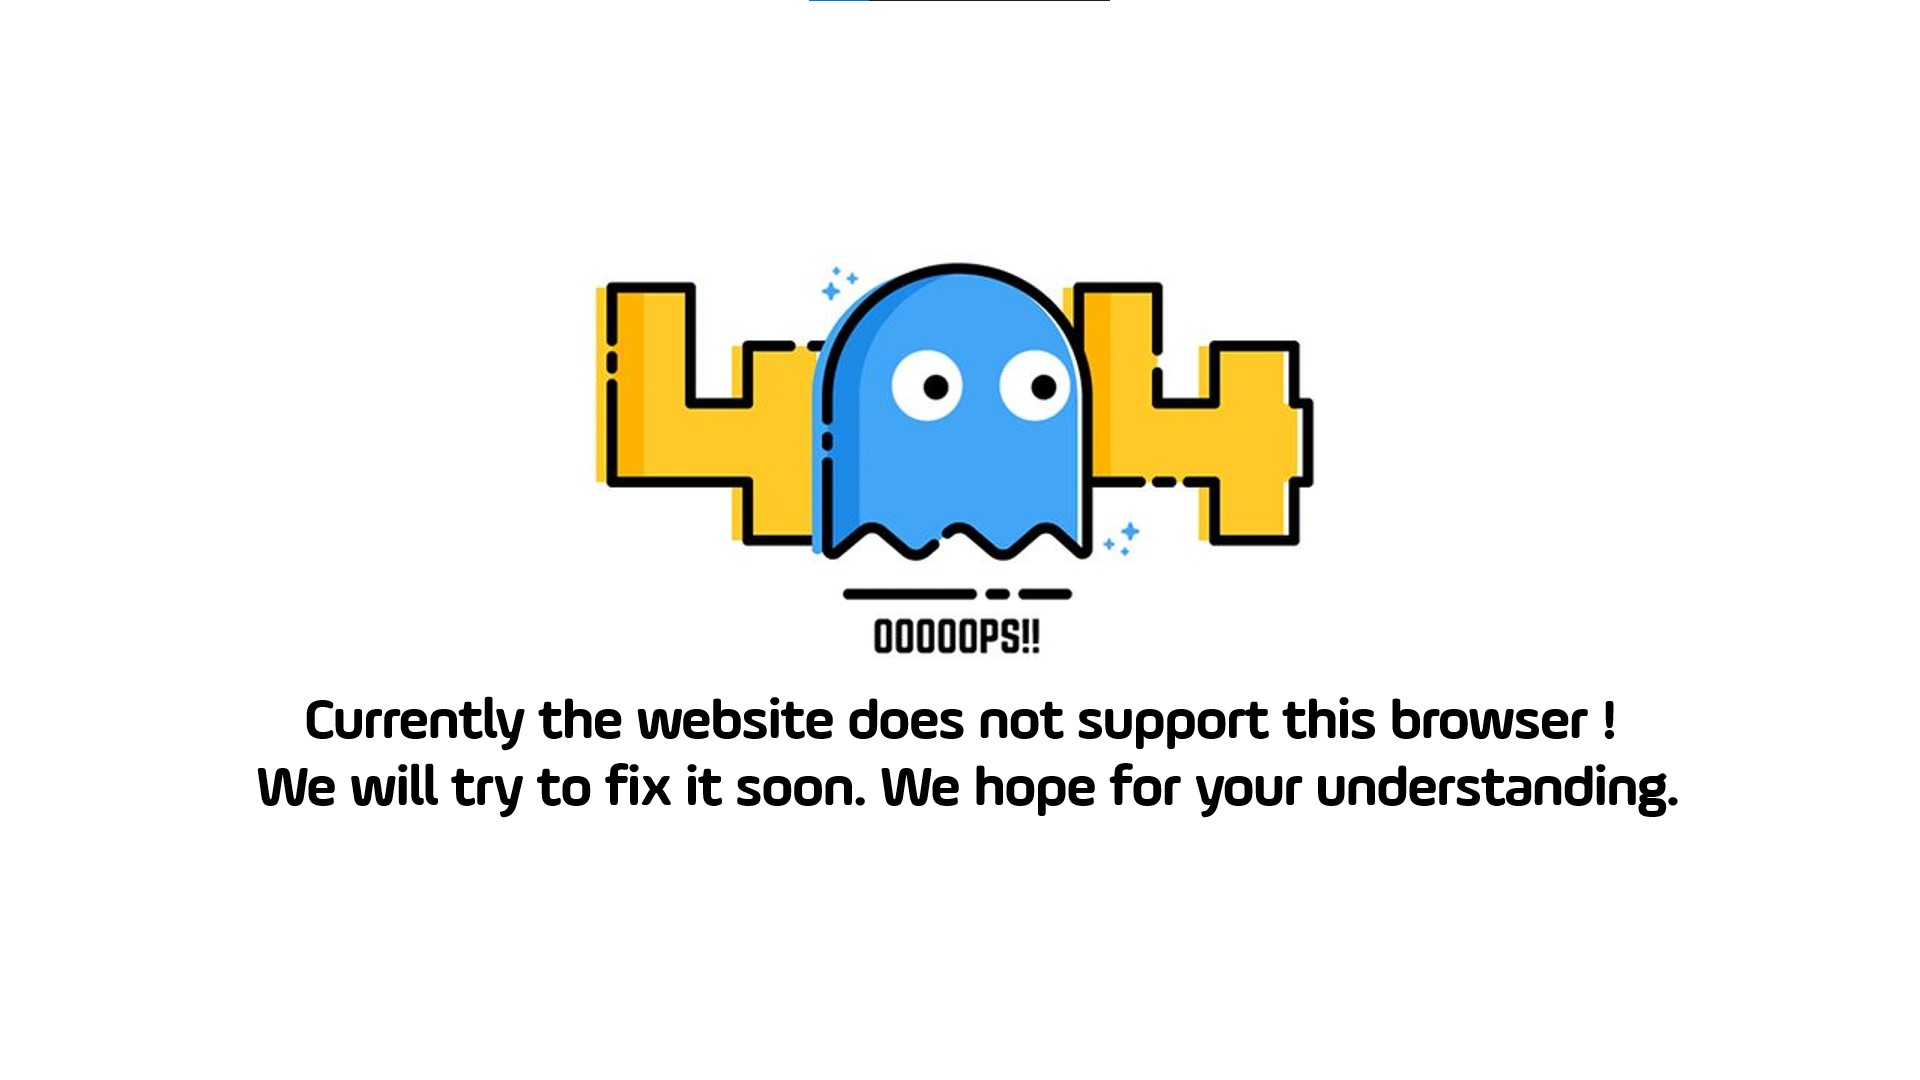 404
OOOOOPS!!
Currently the website does not support this browser !
We will try to fix it soon. We hope for your understanding.